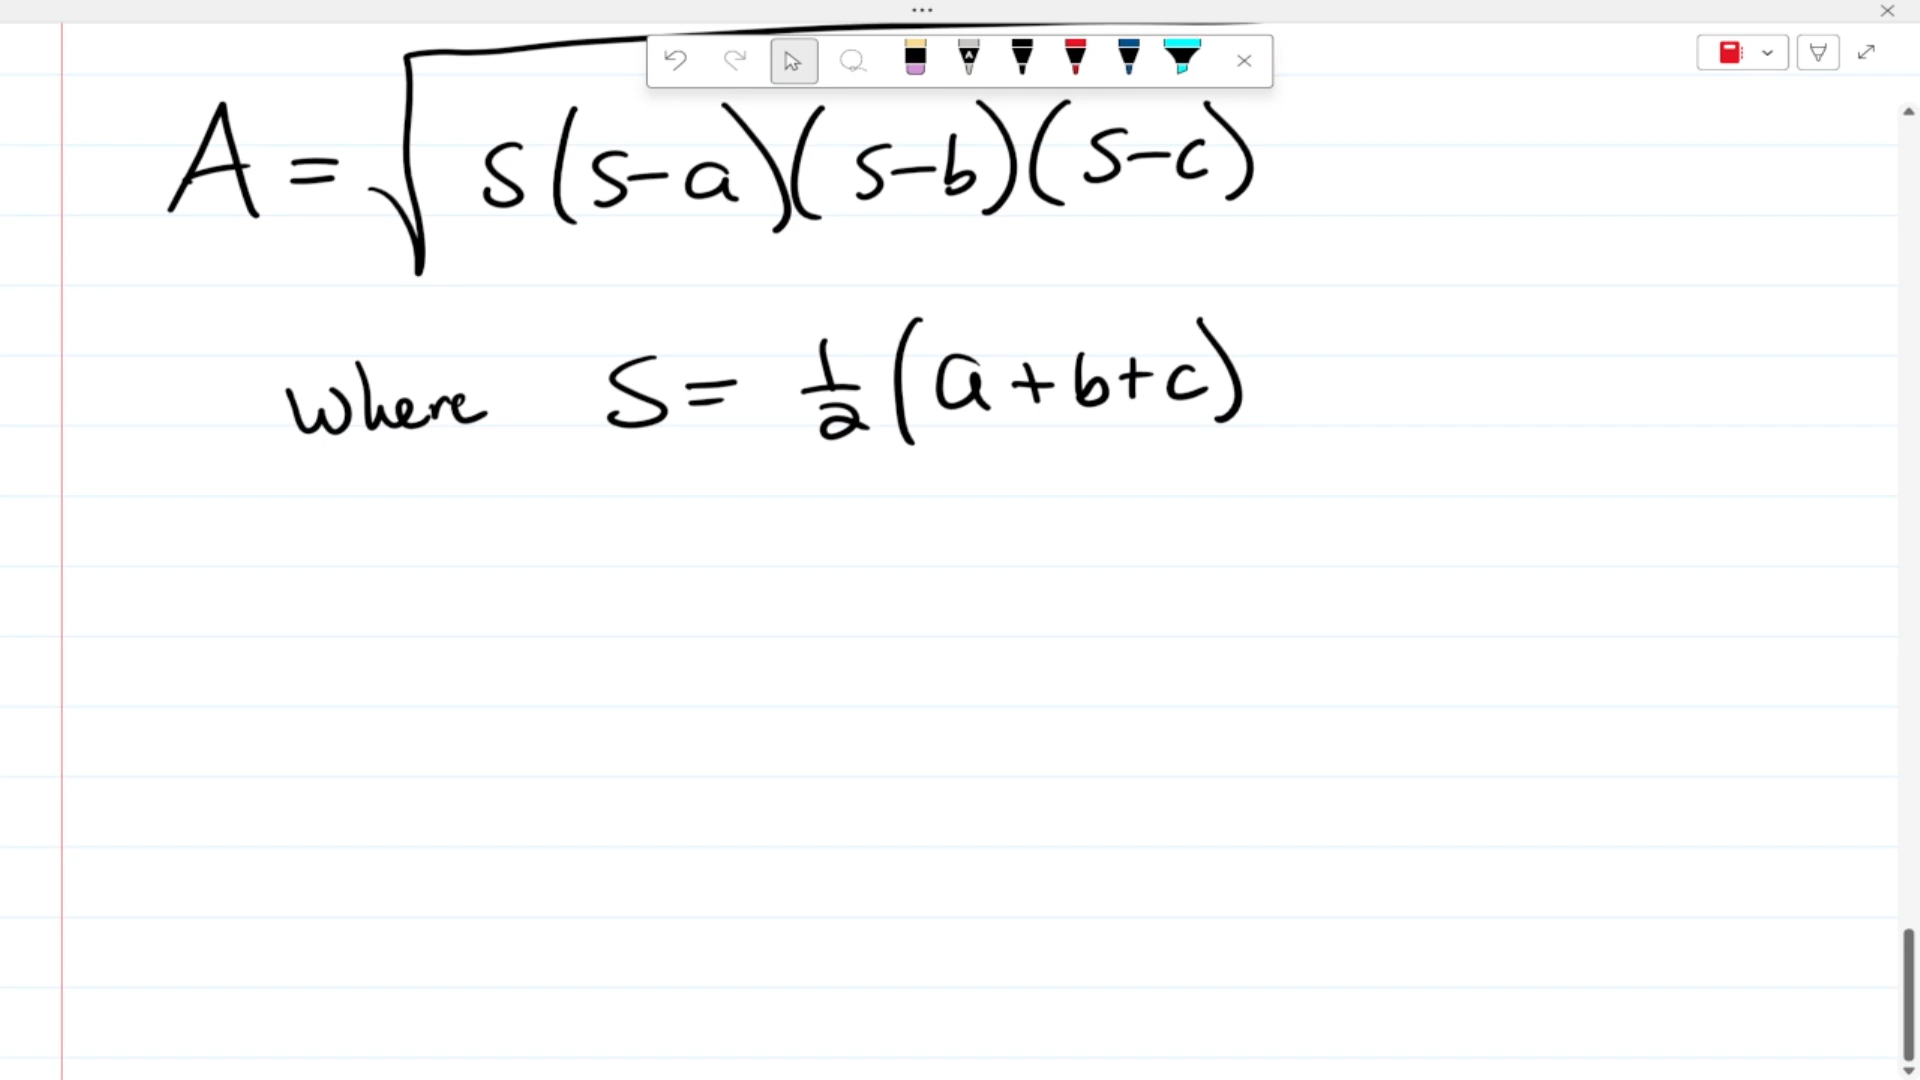 A = √s(s-a)(s-b)(s-c)
where s = 1/2 (a+b+c)